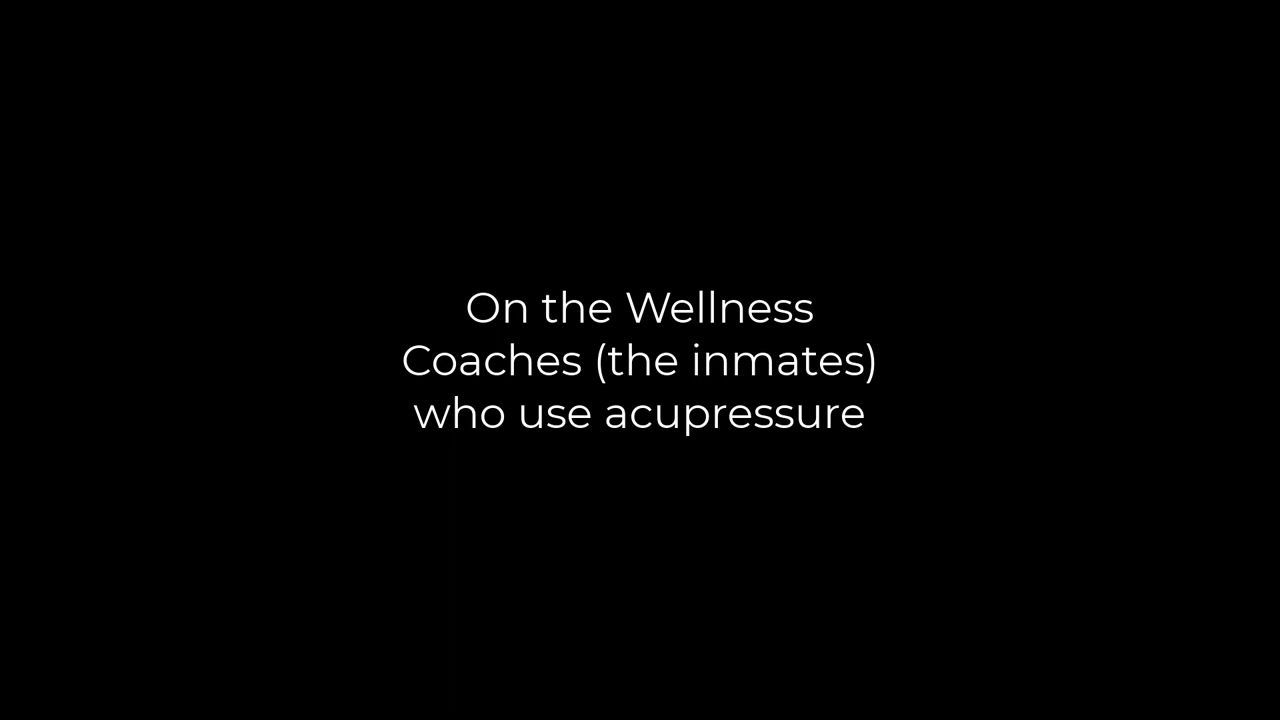 On the Wellness
Coaches (the inmates)
who use acupressure